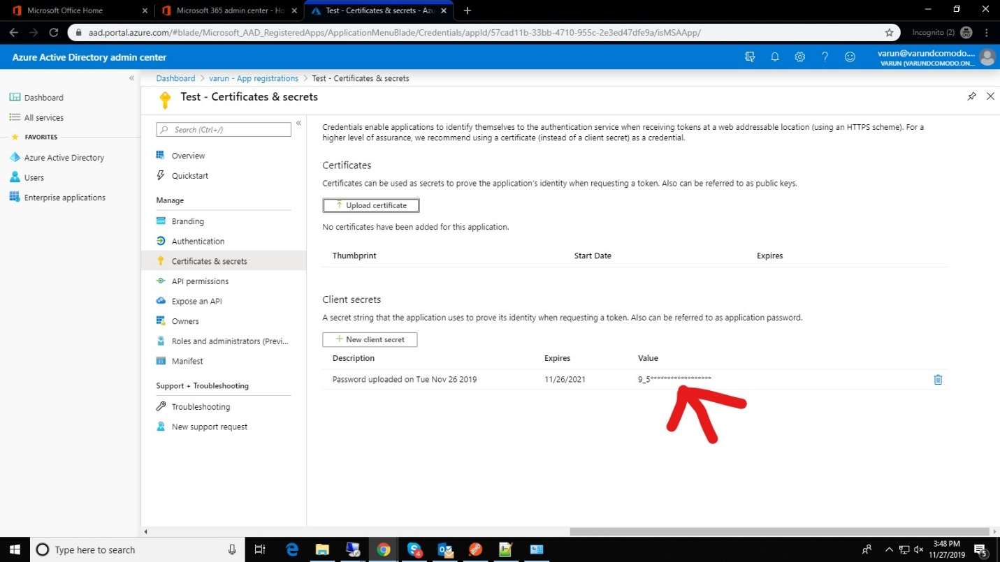 Microsoft Office Home
Microsoft 365 admin center - Ho
Test - Certificates & secrets - Azu
aad.portal.azure.com/#blade/Microsoft_AAD_RegisteredApps/ApplicationMenuBlade/Credentials/appId/57cad11b-33bb-4710-955c-2e3ed47dfe9a/isMSAApp/
Incognito (2)
Azure Active Directory admin center
varun@varundcomodo....
VARUN (VARUNDCOMODO.ON...
Dashboard
All services
FAVORITES
Azure Active Directory
Users
Enterprise applications
Dashboard > varun - App registrations > Test - Certificates & secrets
Test - Certificates & secrets
Search (Ctrl+/)
Overview
Quickstart
Manage
Branding
Authentication
Certificates & secrets
API permissions
Expose an API
Owners
Roles and administrators (Previ...
Manifest
Support + Troubleshooting
Troubleshooting
New support request
Credentials enable applications to identify themselves to the authentication service when receiving tokens at a web addressable location (using an HTTPS scheme). For a
higher level of assurance, we recommend using a certificate (instead of a client secret) as a credential.
Certificates
Certificates can be used as secrets to prove the application's identity when requesting a token. Also can be referred to as public keys.
Upload certificate
No certificates have been added for this application.
Thumbprint Start Date Expires
Client secrets
A secret string that the application uses to prove its identity when requesting a token. Also can be referred to as application password.
New client secret
Description Expires Value
Password uploaded on Tue Nov 26 2019 11/26/2021 9_5******************
Type here to search
3:48 PM
11/27/2019
5